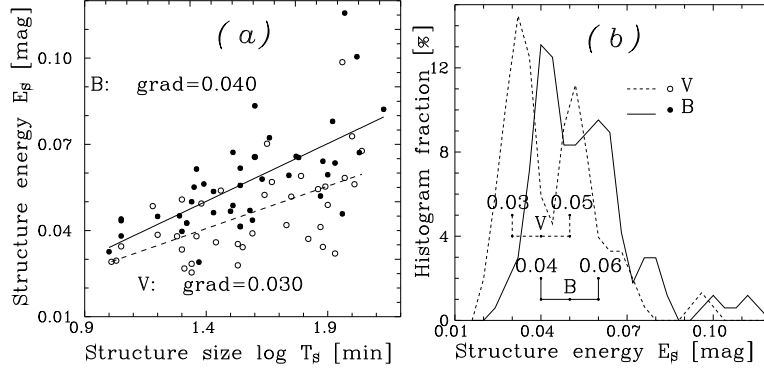 (a)
Structure energy E_S [mag]
0.10
0.07
0.04
0.01
B: grad=0.040
V: grad=0.030
0.9
1.4
1.9
Structure size log T_S [min]
(b)
Histogram fraction [%]
12
8
4
0
V
B
0.03
0.05
V
0.04
0.06
B
0.01
0.04
0.07
0.10
Structure energy E_S [mag]